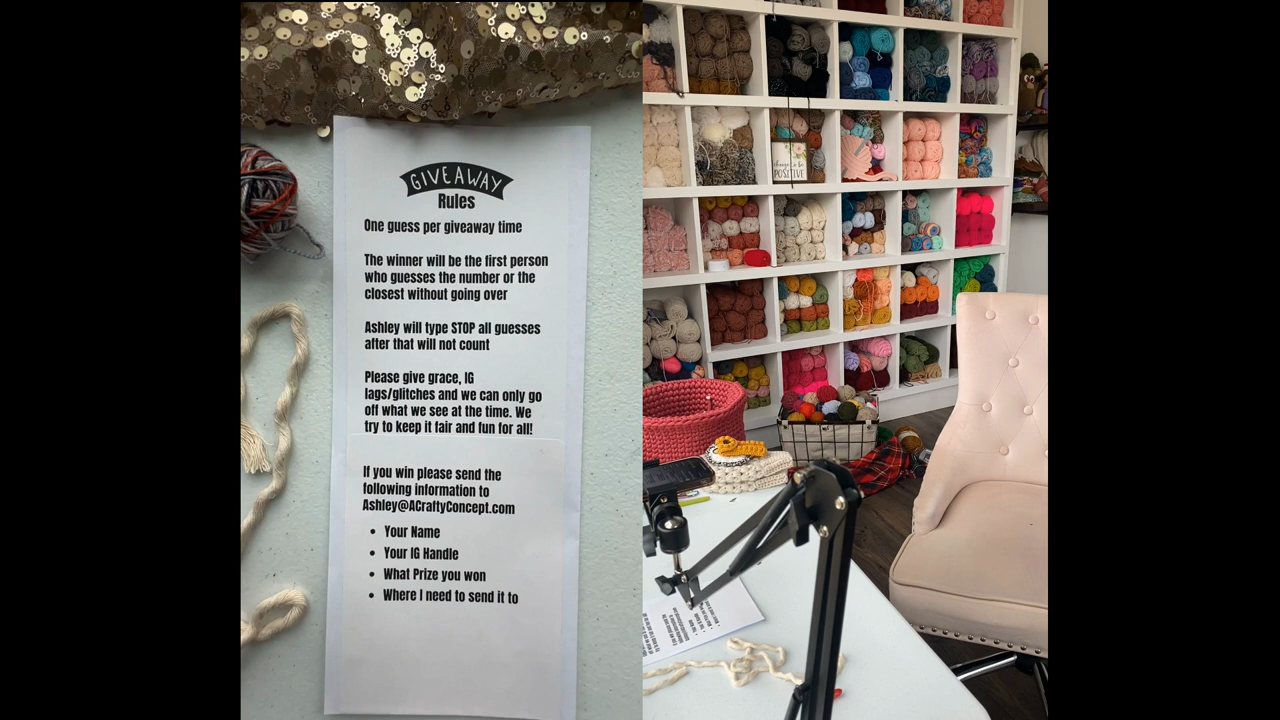 GIVEAWAY
Rules
One guess per giveaway time
The winner will be the first person
who guesses the number or the
closest without going over
Ashley will type STOP all guesses
after that will not count
Please give grace, IG
lags/glitches and we can only go
off what we see at the time. We
try to keep it fair and fun for all!
If you win please send the
following information to
Ashley@ACraftyConcept.com
• Your Name
• Your IG Handle
• What Prize you won
• Where I need to send it to
POSITIVE